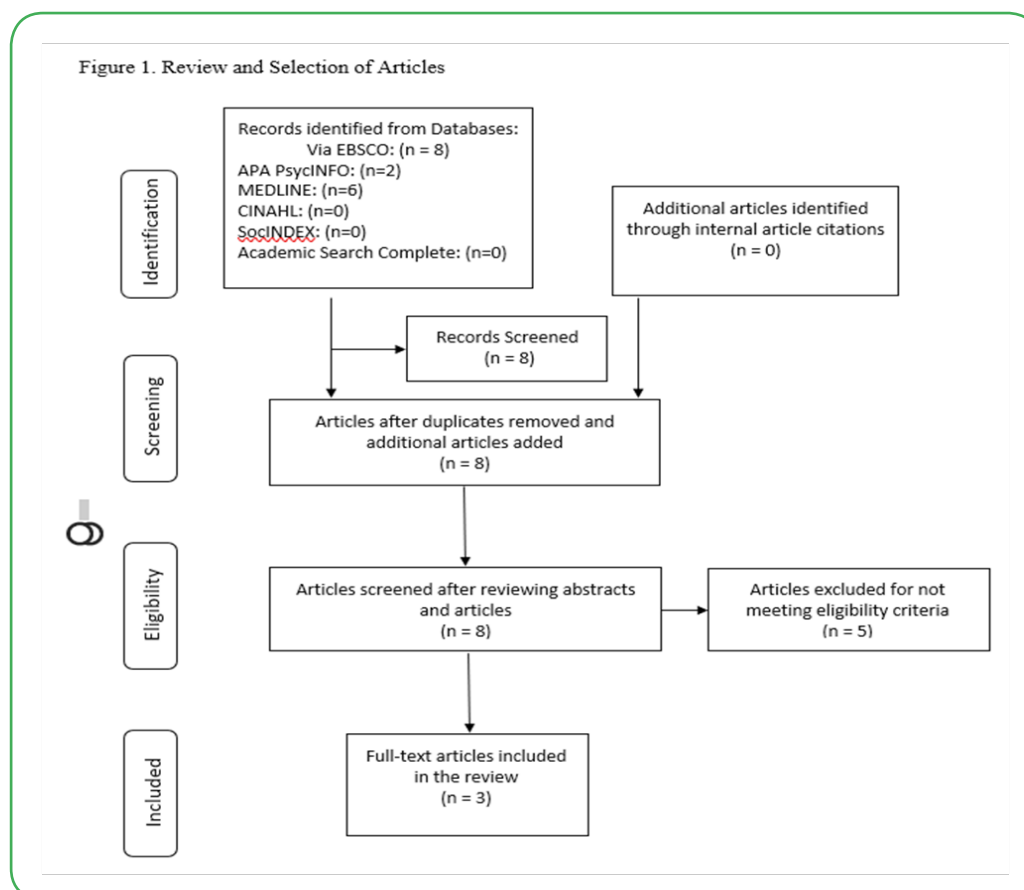 Figure 1. Review and Selection of Articles
Identification
Records identified from Databases:
Via EBSCO: (n = 8)
APA PsycINFO: (n=2)
MEDLINE: (n=6)
CINAHL: (n=0)
SocINDEX: (n=0)
Academic Search Complete: (n=0)
Additional articles identified
through internal article citations
(n = 0)
Records Screened
(n = 8)
Screening
Articles after duplicates removed and
additional articles added
(n = 8)
Eligibility
Articles screened after reviewing abstracts
and articles
(n = 8)
Articles excluded for not
meeting eligibility criteria
(n = 5)
Included
Full-text articles included
in the review
(n = 3)